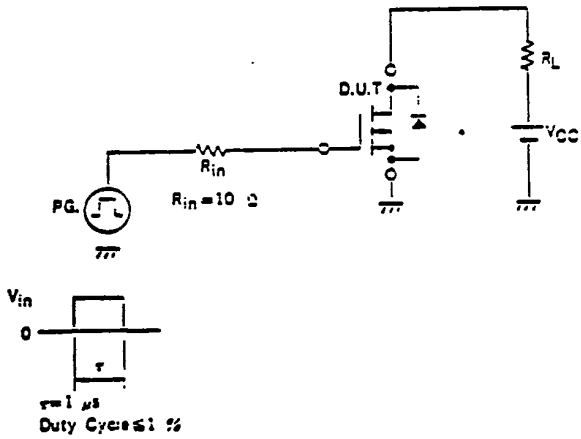 RL
D.U.T
VCC
Rin
Rin=10 Ω
P.G.
Vin
0
τ
τ=1 μs
Duty Cycle≦1 %